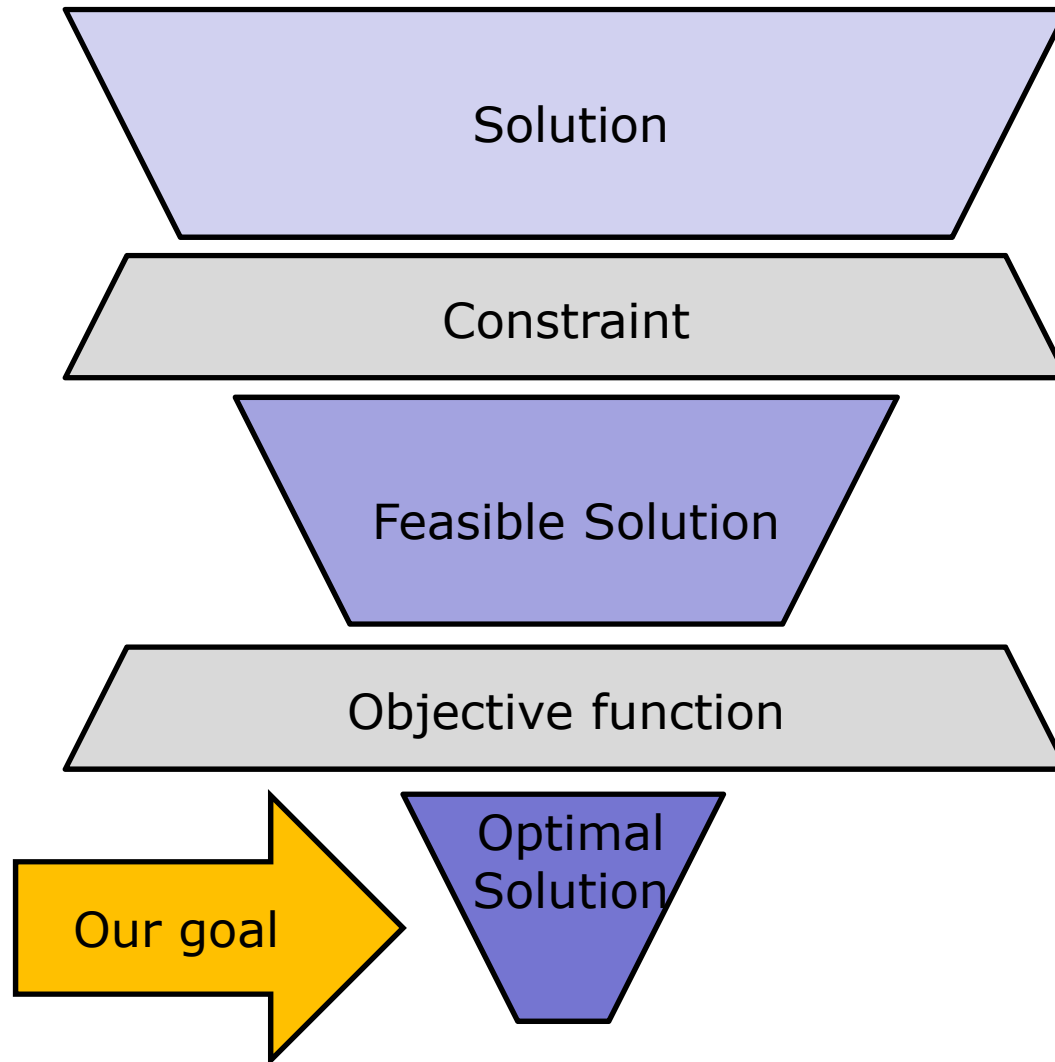 Solution
Constraint
Feasible Solution
Objective function
Optimal
Solution
Our goal